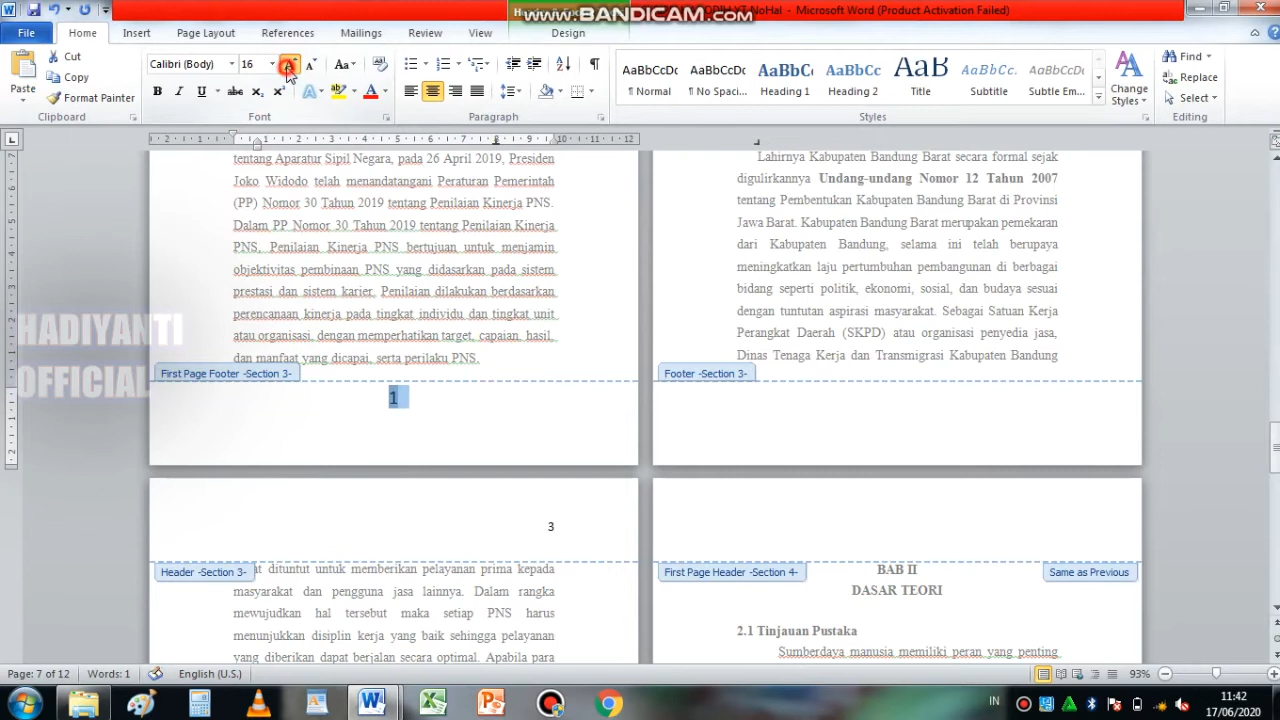 www.BANDICAM.com
NoHal - Microsoft Word (Product Activation Failed)
File Home Insert Page Layout References Mailings Review View Design
Cut
Copy
Format Painter
Paste
Clipboard
Calibri (Body) 16
Font
Paragraph
AaBbCcDc AaBbCcDc AaBbC AaBbCc AaB AaBbCc. AaBbCcDc
¶ Normal ¶ No Spaci... Heading 1 Heading 2 Title Subtitle Subtle Em...
Styles
Change Styles
Find
Replace
Select
Editing
tentang Aparatur Sipil Negara, pada 26 April 2019, Presiden
Joko Widodo telah menandatangani Peraturan Pemerintah
(PP) Nomor 30 Tahun 2019 tentang Penilaian Kinerja PNS.
Dalam PP Nomor 30 Tahun 2019 tentang Penilaian Kinerja
PNS, Penilaian Kinerja PNS bertujuan untuk menjamin
objektivitas pembinaan PNS yang didasarkan pada sistem
prestasi dan sistem karier. Penilaian dilakukan berdasarkan
perencanaan kinerja pada tingkat individu dan tingkat unit
atau organisasi, dengan memperhatikan target, capaian, hasil,
dan manfaat yang dicapai, serta perilaku PNS.
First Page Footer -Section 3-
1
HADIYANTI
OFFICIAL
Lahirnya Kabupaten Bandung Barat secara formal sejak
digulirkannya Undang-undang Nomor 12 Tahun 2007
tentang Pembentukan Kabupaten Bandung Barat di Provinsi
Jawa Barat. Kabupaten Bandung Barat merupakan pemekaran
dari Kabupaten Bandung, selama ini telah berupaya
meningkatkan laju pertumbuhan pembangunan di berbagai
bidang seperti politik, ekonomi, sosial, dan budaya sesuai
dengan tuntutan aspirasi masyarakat. Sebagai Satuan Kerja
Perangkat Daerah (SKPD) atau organisasi penyedia jasa,
Dinas Tenaga Kerja dan Transmigrasi Kabupaten Bandung
Footer -Section 3-
3
Header -Section 3-
at dituntut untuk memberikan pelayanan prima kepada
masyarakat dan pengguna jasa lainnya. Dalam rangka
mewujudkan hal tersebut maka setiap PNS harus
menunjukkan disiplin kerja yang baik sehingga pelayanan
yang diberikan dapat berjalan secara optimal. Apabila para
First Page Header -Section 4-
Same as Previous
BAB II
DASAR TEORI
2.1 Tinjauan Pustaka
Sumberdaya manusia memiliki peran yang penting
Page: 7 of 12 Words: 1 English (U.S.) 93%
IN
11:42
17/06/2020